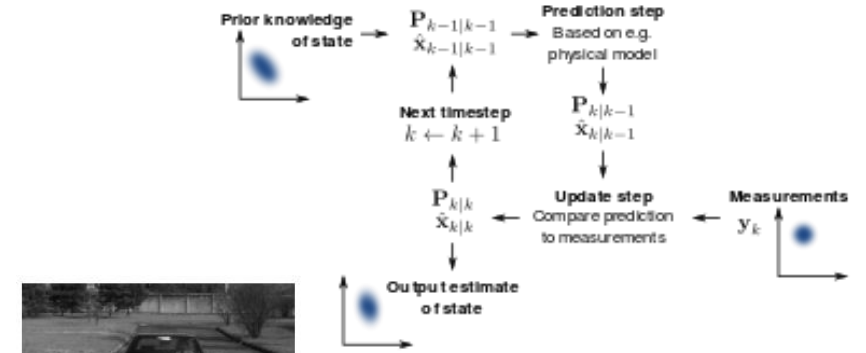 Prior knowledge
of state
P_{k−1|k−1}
x̂_{k−1|k−1}
Prediction step
Based on e.g.
physical model
Next timestep
k ← k + 1
P_{k|k−1}
x̂_{k|k−1}
P_{k|k}
x̂_{k|k}
Update step
Compare prediction
to measurements
Measurements
y_k
Output estimate
of state